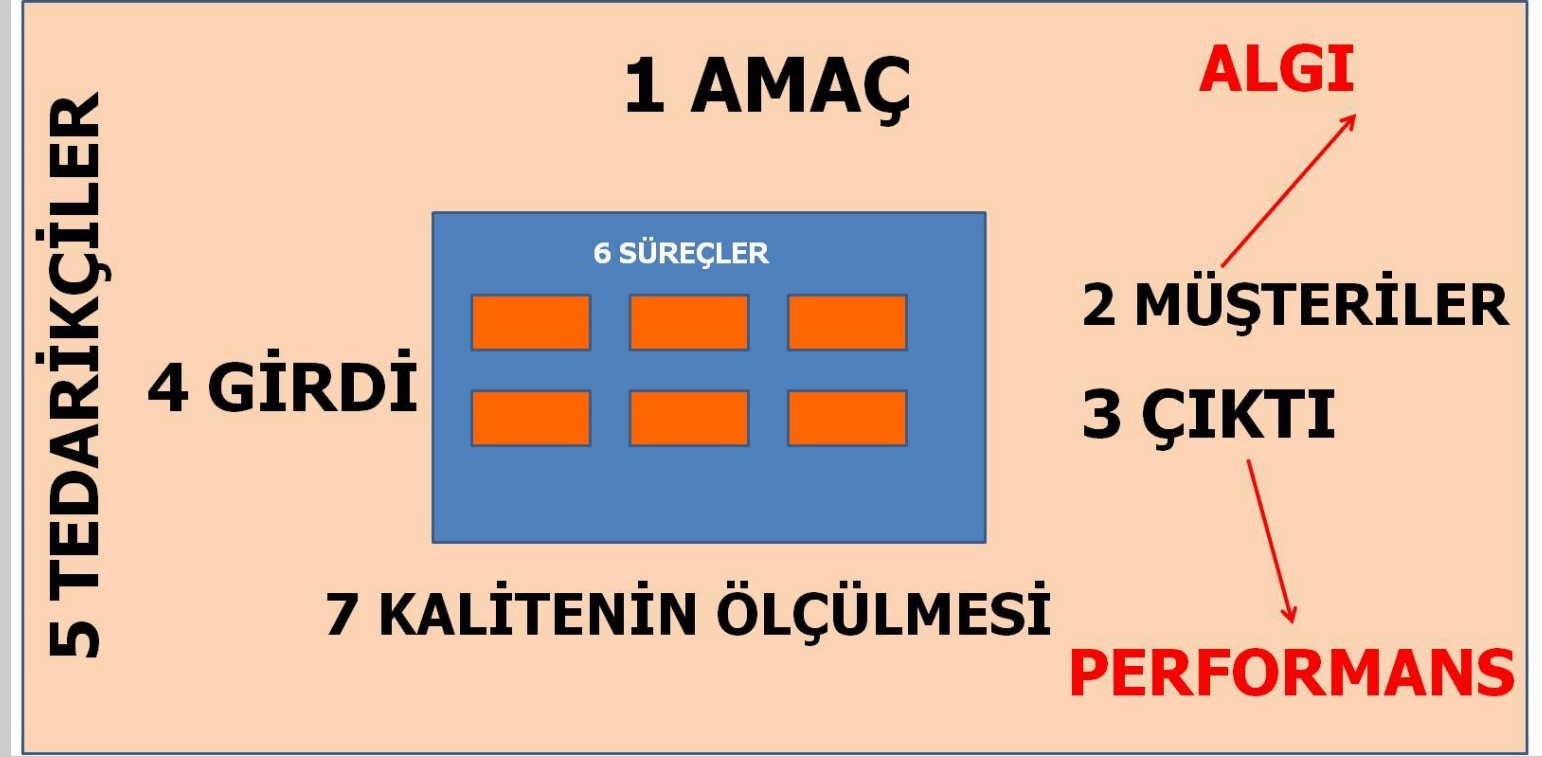 1 AMAÇ
ALGI
5 TEDARİKÇİLER
6 SÜREÇLER
2 MÜŞTERİLER
4 GİRDİ
3 ÇIKTI
7 KALİTENİN ÖLÇÜLMESİ
PERFORMANS